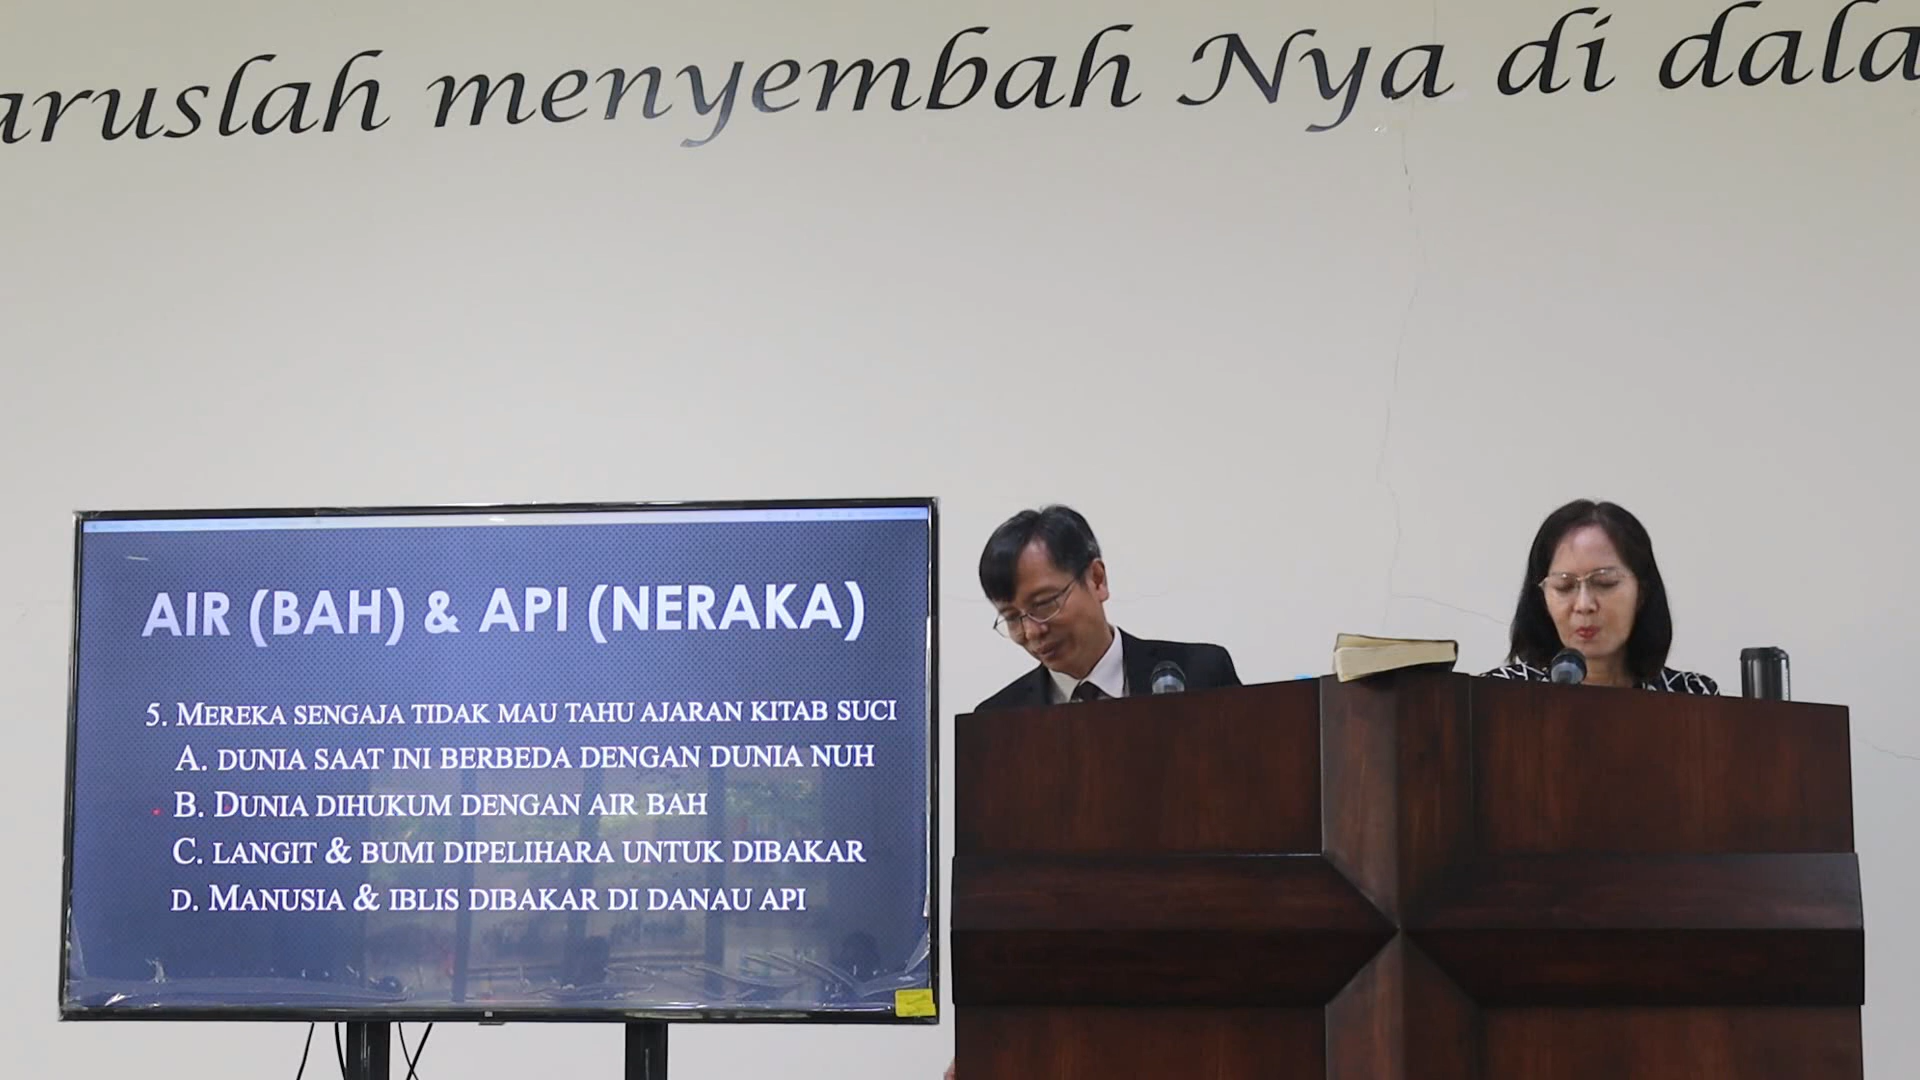 aruslah menyembah Nya di dala
AIR (BAH) & API (NERAKA)
5. MEREKA SENGAJA TIDAK MAU TAHU AJARAN KITAB SUCI
A. DUNIA SAAT INI BERBEDA DENGAN DUNIA NUH
B. DUNIA DIHUKUM DENGAN AIR BAH
C. LANGIT & BUMI DIPELIHARA UNTUK DIBAKAR
D. MANUSIA & IBLIS DIBAKAR DI DANAU API